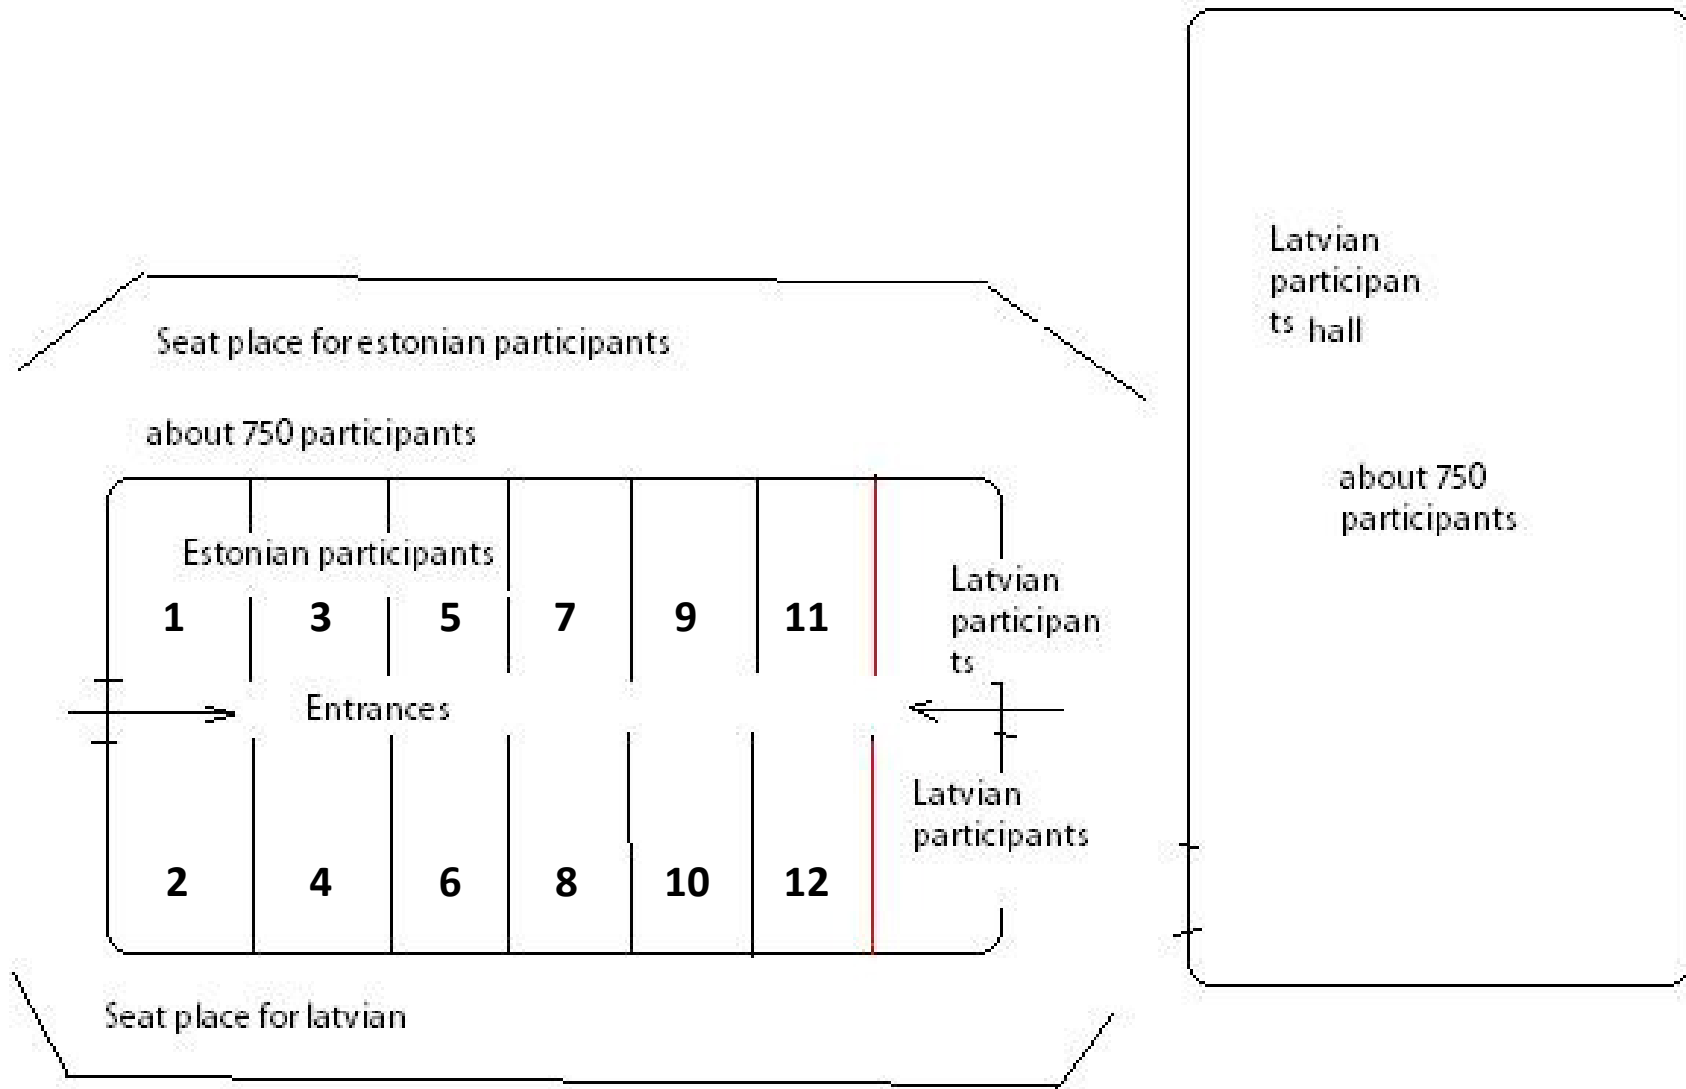 Latvian
participan
ts hall
Seat place for estonian participants
about 750 participants
about 750
participants
Estonian participants
Latvian
participan
ts
1 3 5 7 9 11
Entrances
Latvian
participants
2 4 6 8 10 12
Seat place for latvian